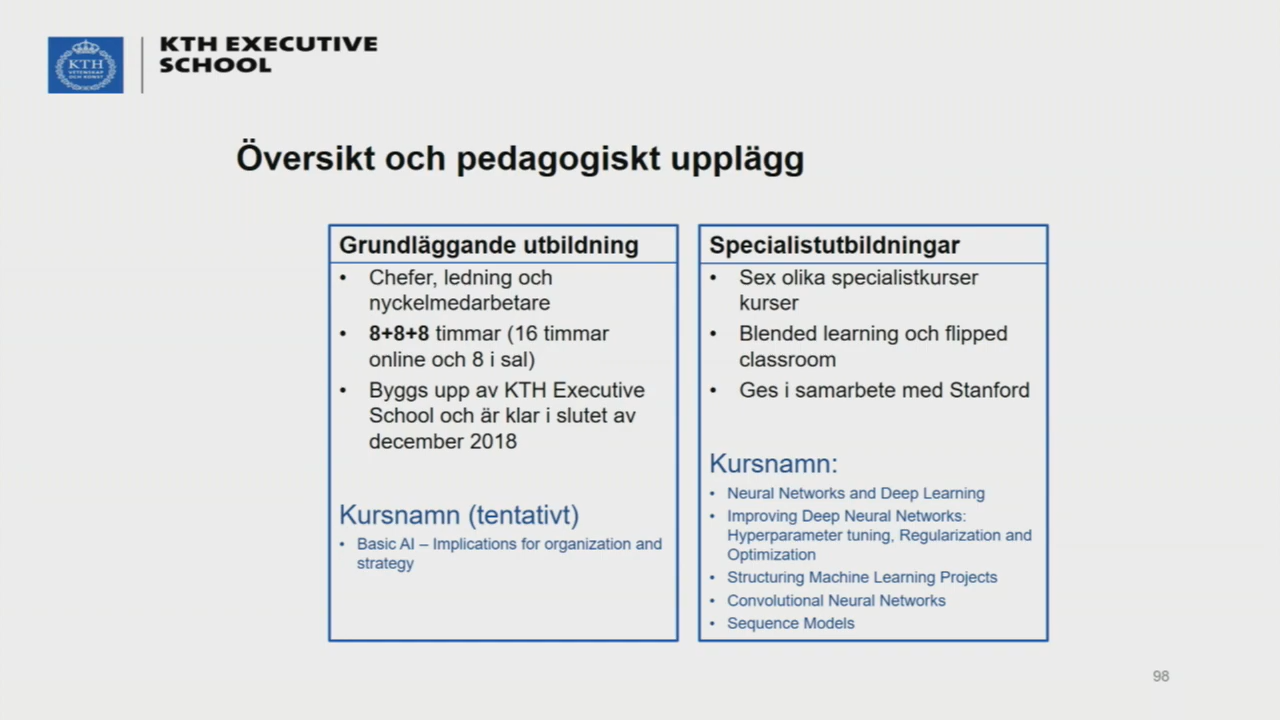 KTH
VETENSKAP
OCH KONST
KTH EXECUTIVE
SCHOOL
Översikt och pedagogiskt upplägg
Grundläggande utbildning
• Chefer, ledning och
nyckelmedarbetare
• 8+8+8 timmar (16 timmar
online och 8 i sal)
• Byggs upp av KTH Executive
School och är klar i slutet av
december 2018
Kursnamn (tentativt)
• Basic AI – Implications for organization and
strategy
Specialistutbildningar
• Sex olika specialistkurser
kurser
• Blended learning och flipped
classroom
• Ges i samarbete med Stanford
Kursnamn:
• Neural Networks and Deep Learning
• Improving Deep Neural Networks:
Hyperparameter tuning, Regularization and
Optimization
• Structuring Machine Learning Projects
• Convolutional Neural Networks
• Sequence Models
98